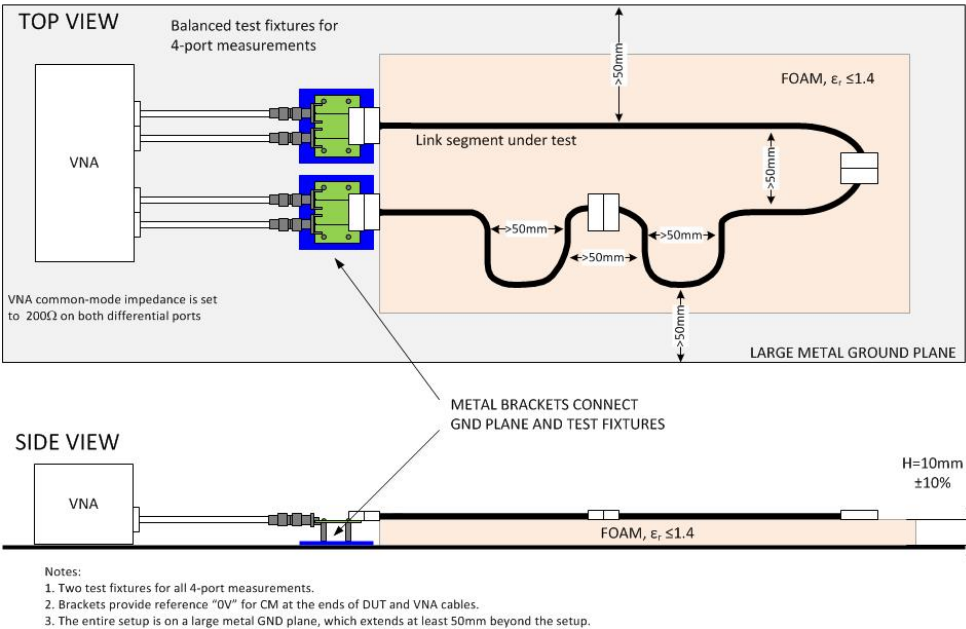 TOP VIEW
Balanced test fixtures for
4-port measurements
>50mm
FOAM, εr ≤1.4
VNA
Link segment under test
>50mm
>50mm
>50mm
>50mm
>50mm
VNA common-mode impedance is set
to 200Ω on both differential ports
LARGE METAL GROUND PLANE
METAL BRACKETS CONNECT
GND PLANE AND TEST FIXTURES
SIDE VIEW
H=10mm
±10%
VNA
FOAM, εr ≤1.4
Notes:
1. Two test fixtures for all 4-port measurements.
2. Brackets provide reference “0V” for CM at the ends of DUT and VNA cables.
3. The entire setup is on a large metal GND plane, which extends at least 50mm beyond the setup.